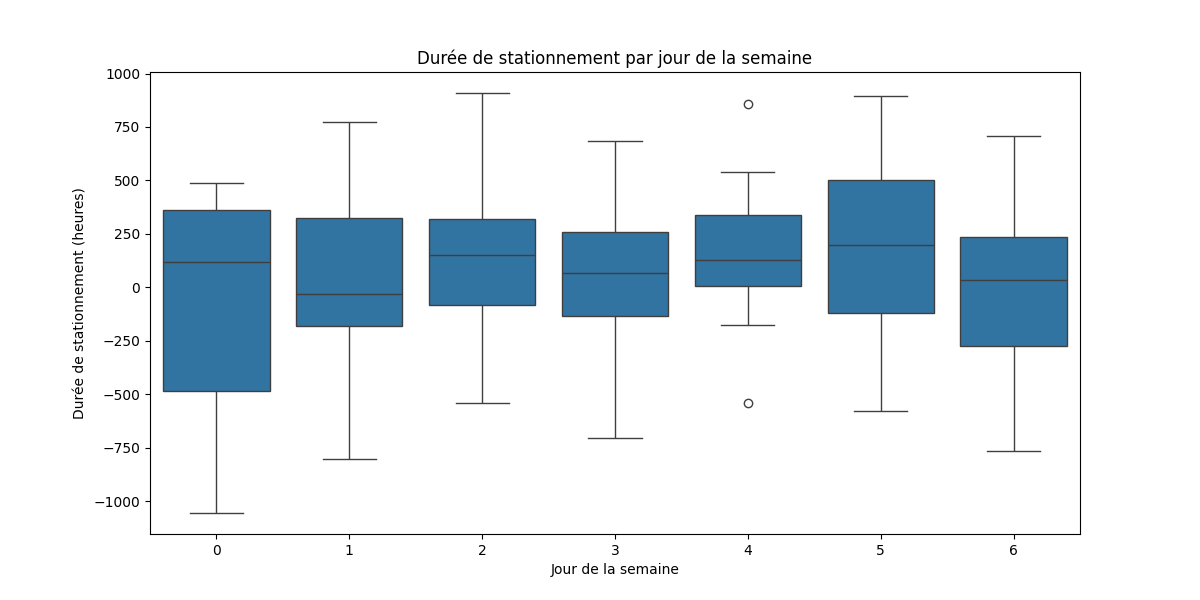 Durée de stationnement par jour de la semaine
Durée de stationnement (heures)
1000
750
500
250
0
−250
−500
−750
−1000
0 1 2 3 4 5 6
Jour de la semaine